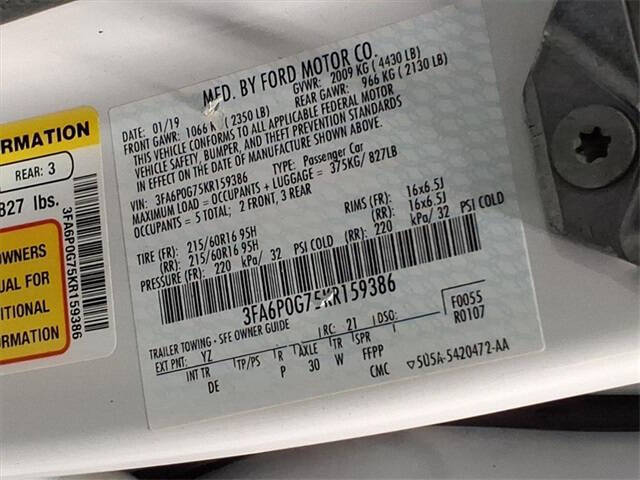 MFD. BY FORD MOTOR CO.
DATE: 01/19 GVWR: 2009 KG (4430 LB)
FRONT GAWR: 1066 K (2350 LB) REAR GAWR: 966 KG (2130 LB)
THIS VEHICLE CONFORMS TO ALL APPLICABLE FEDERAL MOTOR
VEHICLE SAFETY, BUMPER, AND THEFT PREVENTION STANDARDS
IN EFFECT ON THE DATE OF MANUFACTURE SHOWN ABOVE.
VIN: 3FA6P0G75KR159386 TYPE: Passenger Car
MAXIMUM LOAD = OCCUPANTS + LUGGAGE = 375KG/ 827LB
OCCUPANTS = 5 TOTAL; 2 FRONT, 3 REAR
TIRE (FR): 215/60R16 95H RIMS (FR): 16x6.5J
(RR): 215/60R16 95H (RR): 16x6.5J
PRESSURE (FR): 220 kPa/ 32 PSI COLD (RR): 220 kPa/ 32 PSI COLD
3FA6P0G75KR159386
F0055
R0107
TRAILER TOWING - SEE OWNER GUIDE
EXT PNT: YZ RC: 21 DSO:
INT TR TP/PS R AXLE TR SPR
DE P 30 W FFPP
CMC ▽5U5A-5420472-AA
ORMATION
REAR: 3
827 lbs.
3FA6P0G75KR159386
OWNERS
UAL FOR
ITIONAL
ORMATION